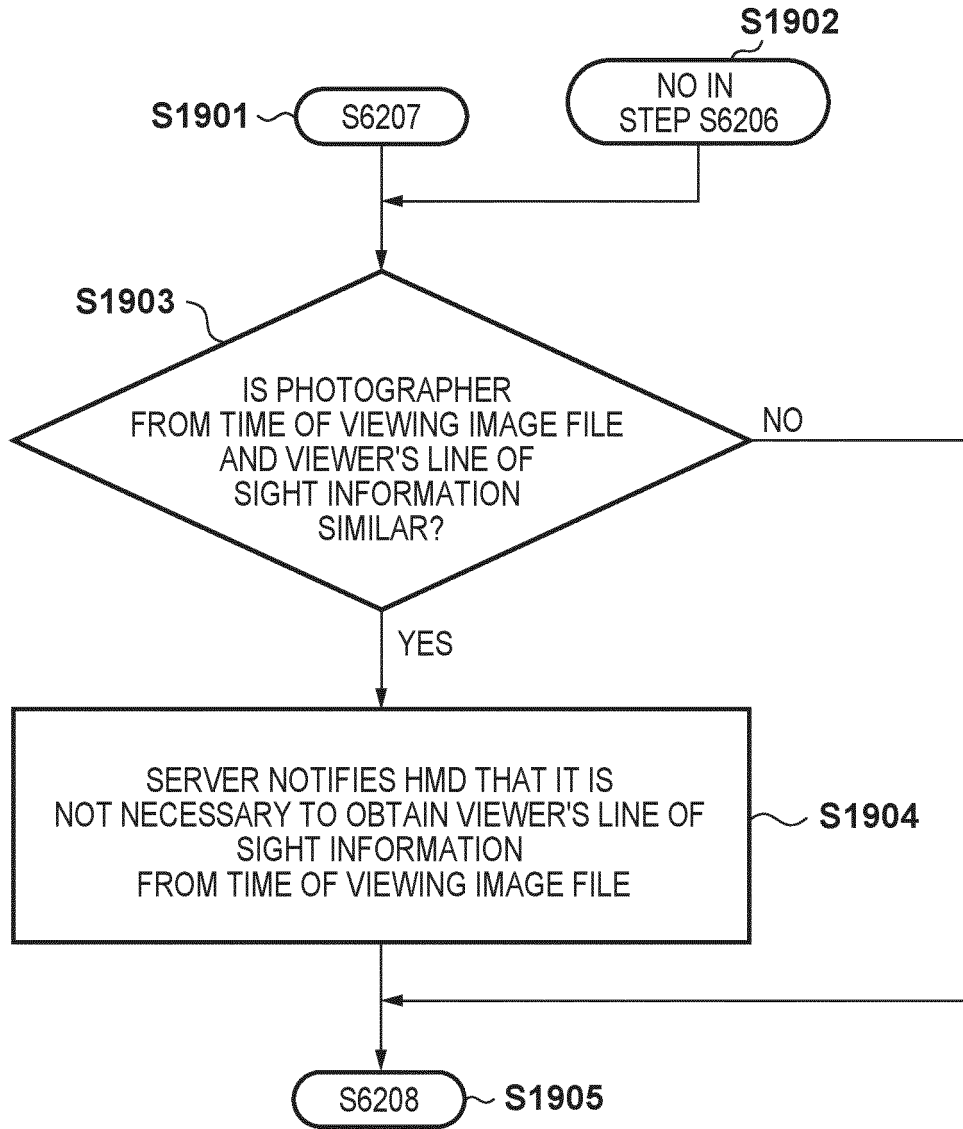 S1902
NO IN
STEP S6206
S1901
S6207
S1903
IS PHOTOGRAPHER
FROM TIME OF VIEWING IMAGE FILE
AND VIEWER'S LINE OF
SIGHT INFORMATION
SIMILAR?
NO
YES
SERVER NOTIFIES HMD THAT IT IS
NOT NECESSARY TO OBTAIN VIEWER'S LINE OF
SIGHT INFORMATION
FROM TIME OF VIEWING IMAGE FILE
S1904
S6208
S1905